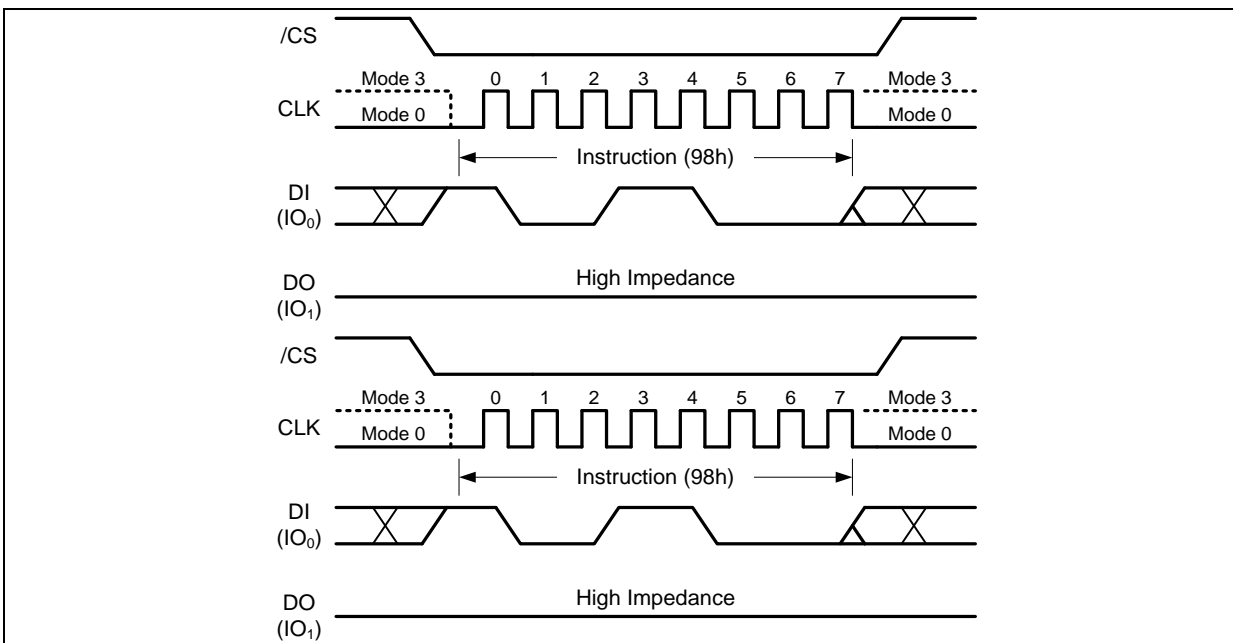 /CS
Mode 3 0 1 2 3 4 5 6 7 Mode 3
CLK
Mode 0 Mode 0
Instruction (98h)
DI
(IO₀)
DO High Impedance
(IO₁)
/CS
Mode 3 0 1 2 3 4 5 6 7 Mode 3
CLK
Mode 0 Mode 0
Instruction (98h)
DI
(IO₀)
DO High Impedance
(IO₁)